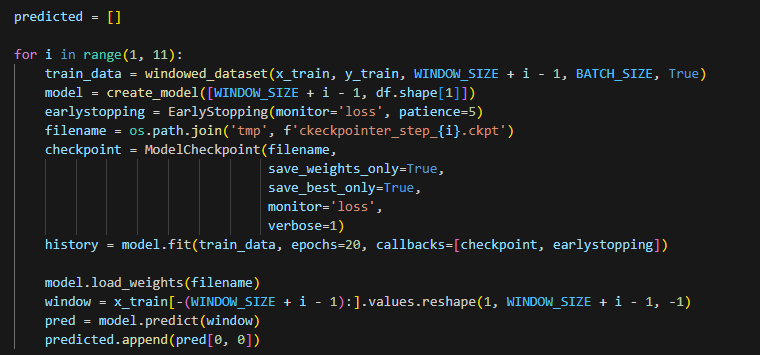 predicted = []
for i in range(1, 11):
    train_data = windowed_dataset(x_train, y_train, WINDOW_SIZE + i - 1, BATCH_SIZE, True)
    model = create_model([WINDOW_SIZE + i - 1, df.shape[1]])
    earlystopping = EarlyStopping(monitor='loss', patience=5)
    filename = os.path.join('tmp', f'ckeckpointer_step_{i}.ckpt')
    checkpoint = ModelCheckpoint(filename,
                                 save_weights_only=True,
                                 save_best_only=True,
                                 monitor='loss',
                                 verbose=1)
    history = model.fit(train_data, epochs=20, callbacks=[checkpoint, earlystopping])
    model.load_weights(filename)
    window = x_train[-(WINDOW_SIZE + i - 1):].values.reshape(1, WINDOW_SIZE + i - 1, -1)
    pred = model.predict(window)
    predicted.append(pred[0, 0])